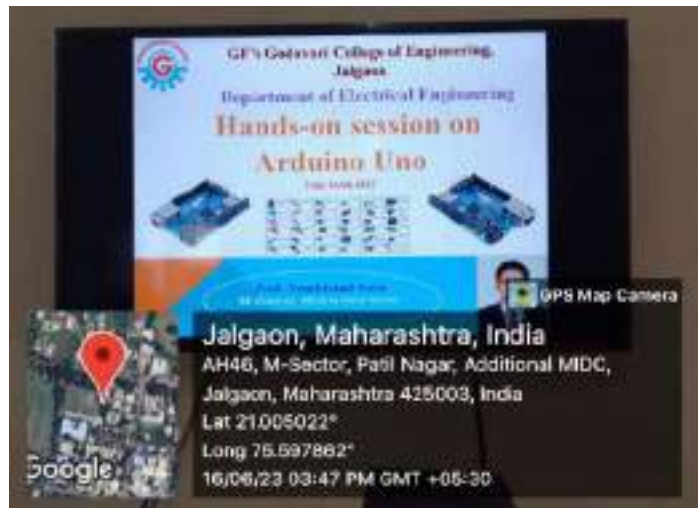 GF's Godavari College of Engineering,
Jalgaon
Department of Electrical Engineering
Hands-on session on
Arduino Uno
GPS Map Camera
Jalgaon, Maharashtra, India
AH46, M-Sector, Patil Nagar, Additional MIDC,
Jalgaon, Maharashtra 425003, India
Lat 21.005022°
Long 75.597862°
16/06/23 03:47 PM GMT +05:30
Google